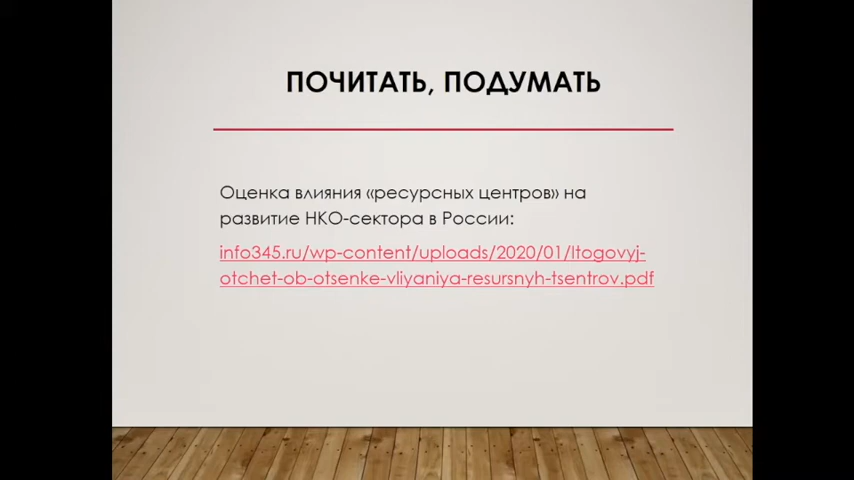 ПОЧИТАТЬ, ПОДУМАТЬ
Оценка влияния «ресурсных центров» на
развитие НКО-сектора в России:
info345.ru/wp-content/uploads/2020/01/Itogovyj-
otchet-ob-otsenke-vliyaniya-resursnyh-tsentrov.pdf